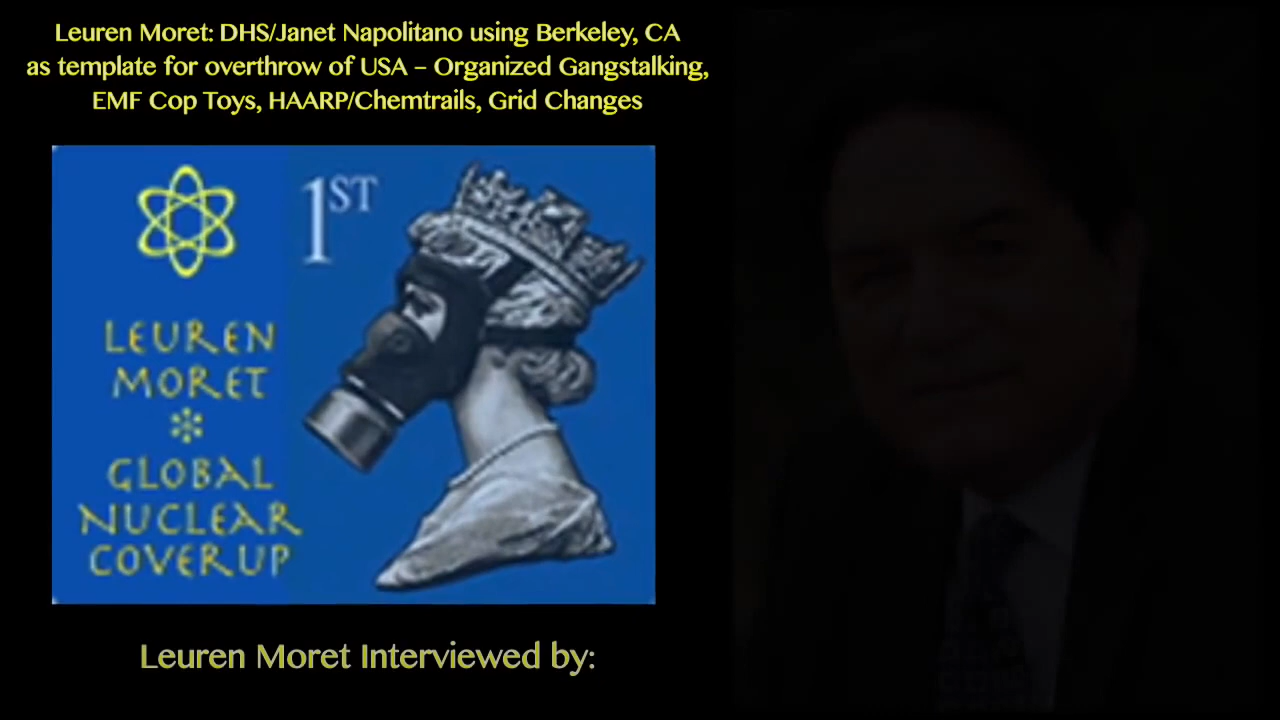 Leuren Moret: DHS/Janet Napolitano using Berkeley, CA
as template for overthrow of USA – Organized Gangstalking,
EMF Cop Toys, HAARP/Chemtrails, Grid Changes
1ST
LEUREN
MORET
*
GLOBAL
NUCLEAR
COVERUP
Leuren Moret Interviewed by: